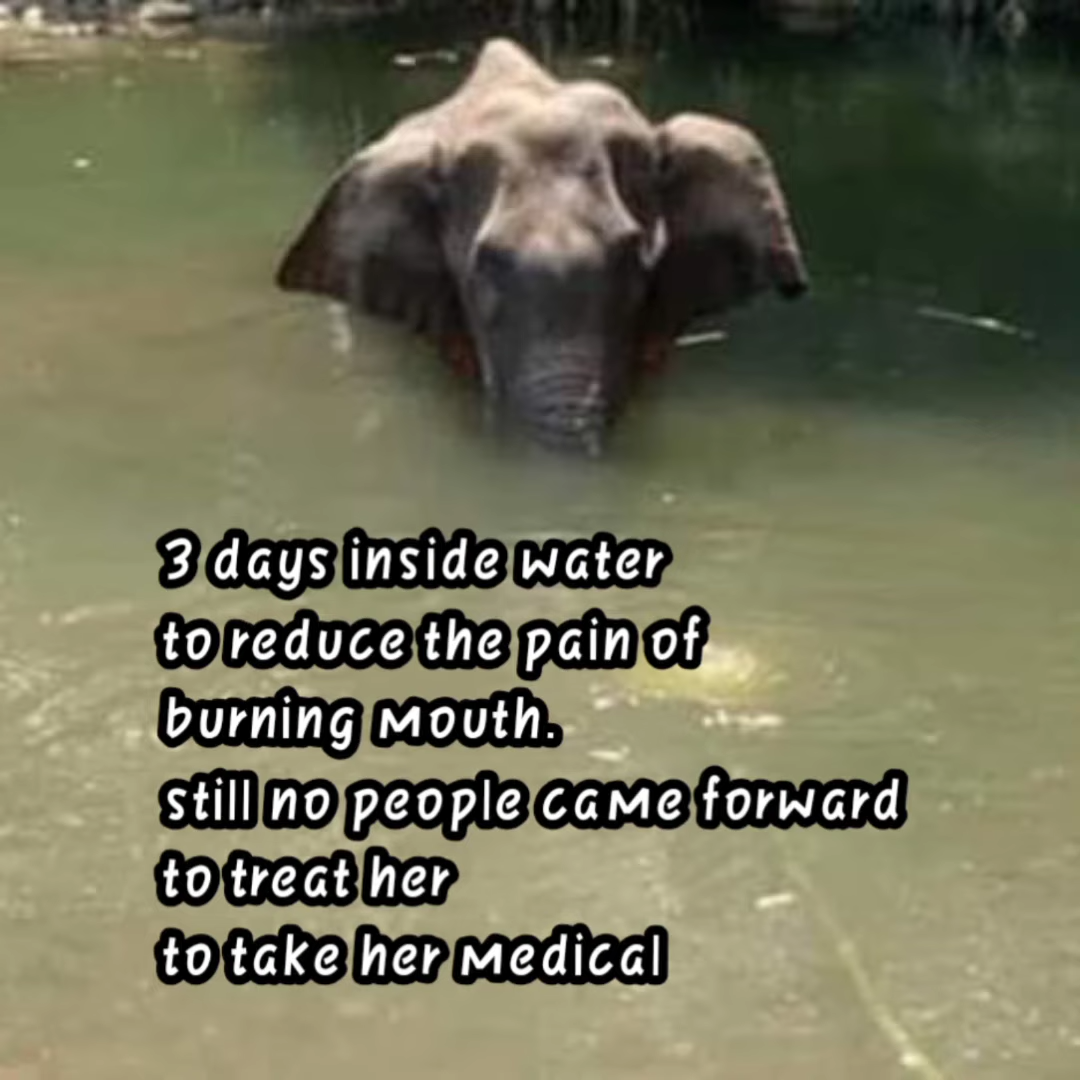 3 days inside water
to reduce the pain of
burning mouth.
still no people came forward
to treat her
to take her medical